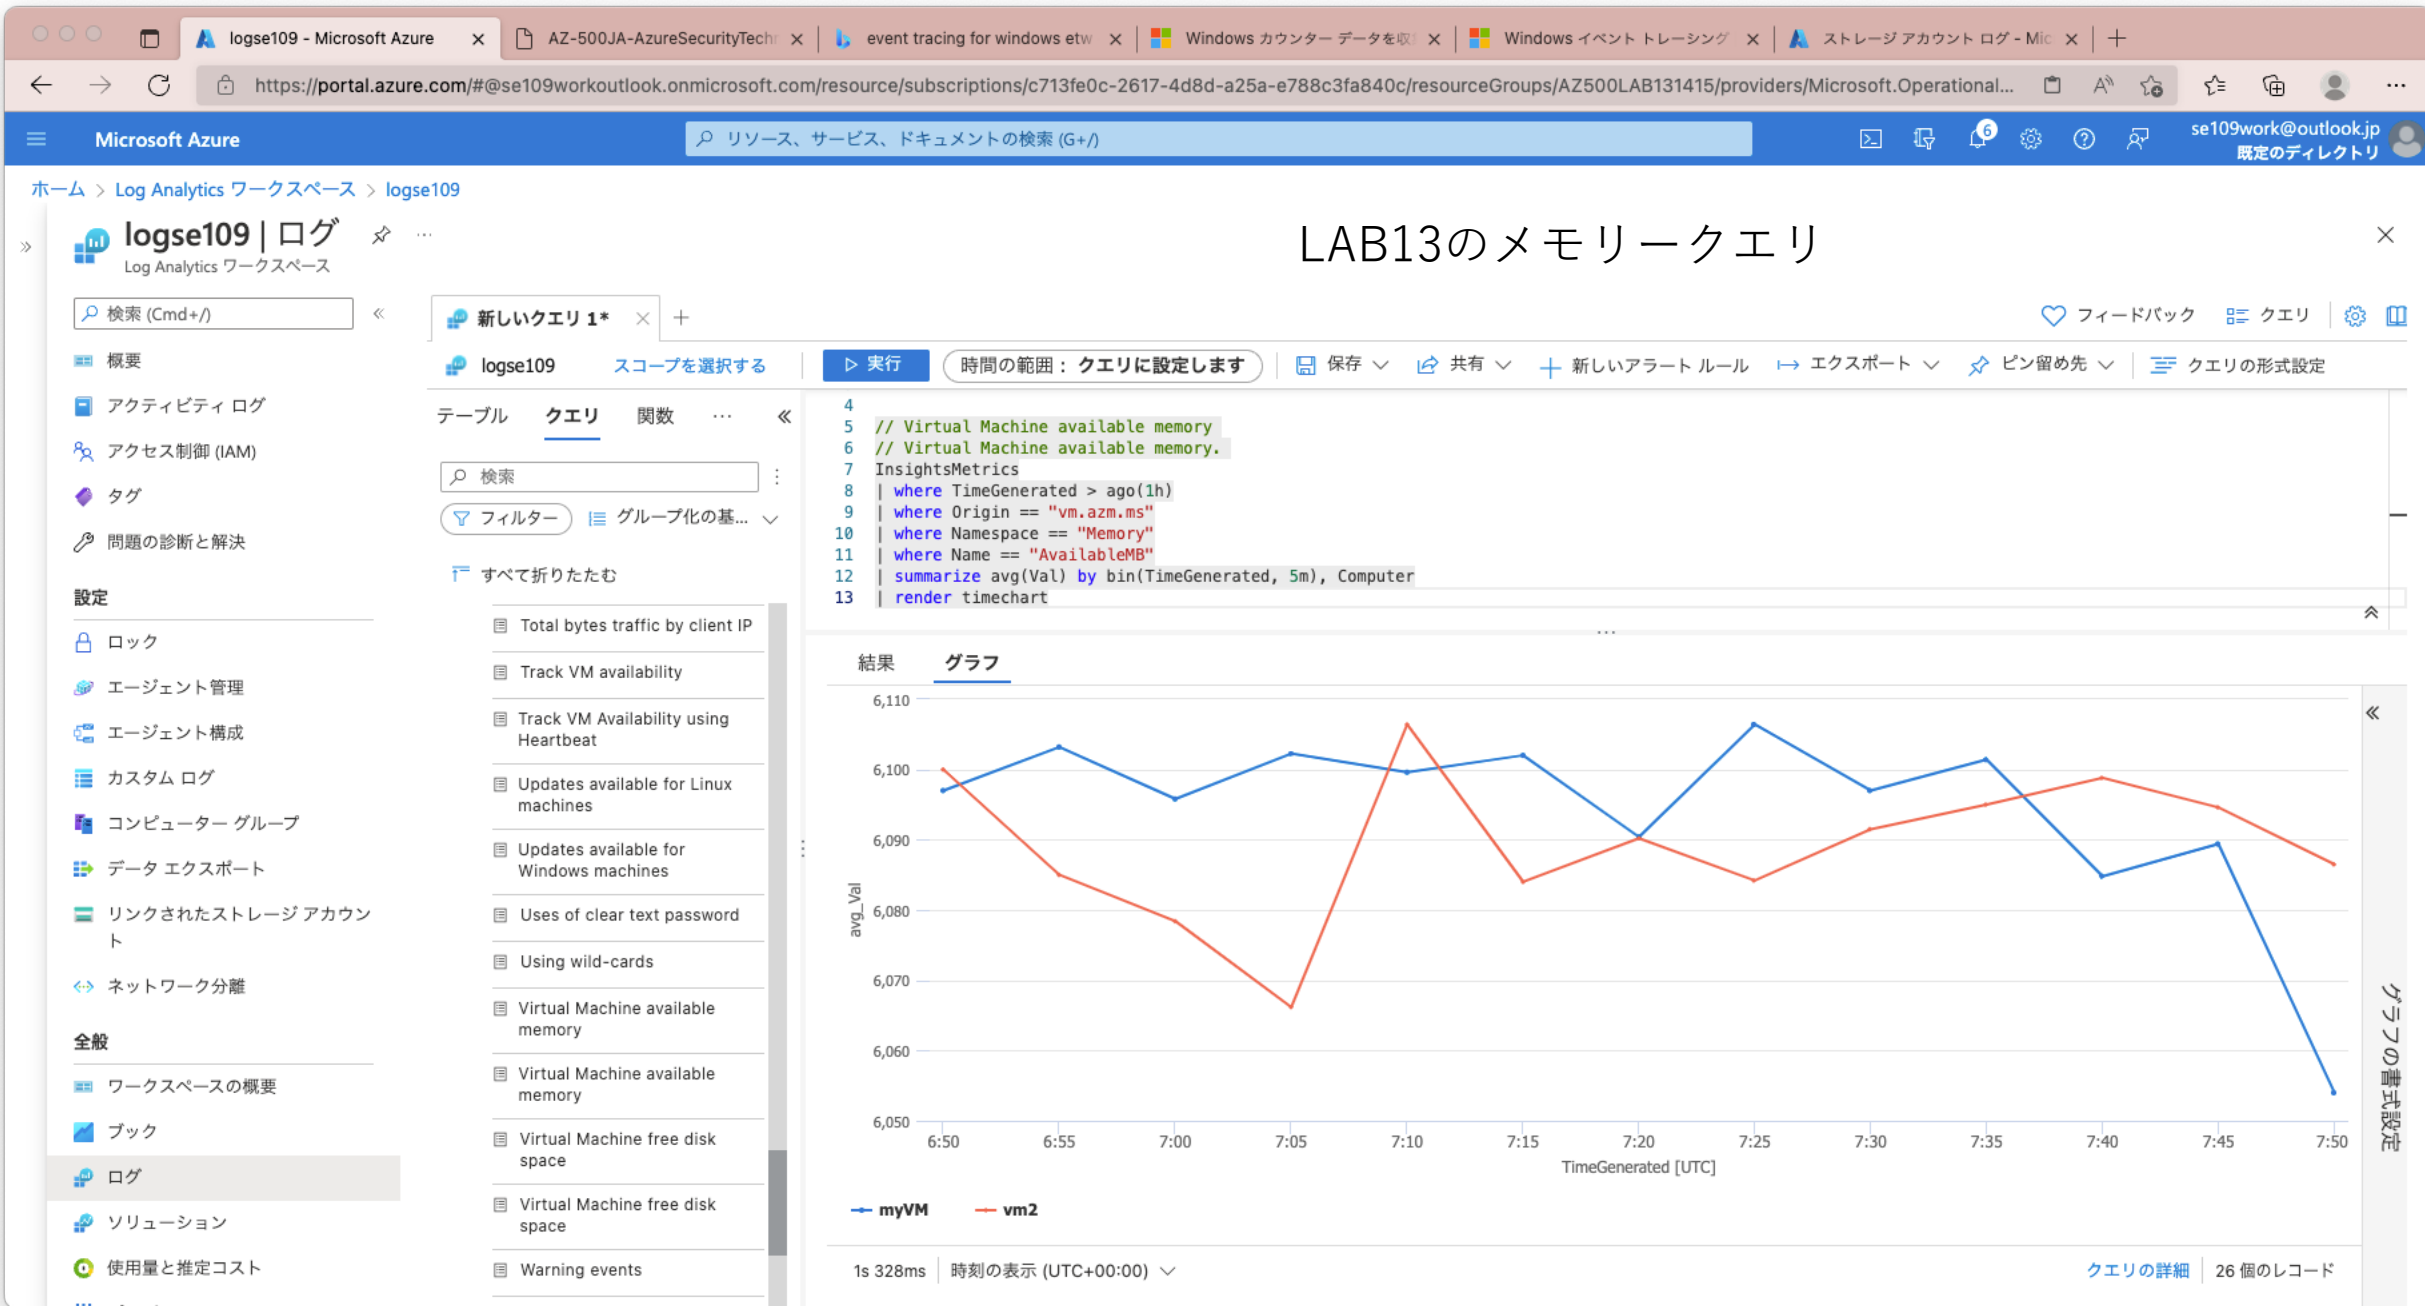 logse109 - Microsoft Azure
AZ-500JA-AzureSecurityTech
event tracing for windows etw
Windows カウンター データを収
Windows イベント トレーシング
ストレージ アカウント ログ - Mic
https://portal.azure.com/#@se109workoutlook.onmicrosoft.com/resource/subscriptions/c713fe0c-2617-4d8d-a25a-e788c3fa840c/resourceGroups/AZ500LAB131415/providers/Microsoft.Operational...
Microsoft Azure
リソース、サービス、ドキュメントの検索 (G+/)
6
se109work@outlook.jp
既定のディレクトリ
ホーム > Log Analytics ワークスペース > logse109
logse109 | ログ
Log Analytics ワークスペース
LAB13のメモリークエリ
検索 (Cmd+/)
概要
アクティビティ ログ
アクセス制御 (IAM)
タグ
問題の診断と解決
設定
ロック
エージェント管理
エージェント構成
カスタム ログ
コンピューター グループ
データ エクスポート
リンクされたストレージ アカウン
ト
ネットワーク分離
全般
ワークスペースの概要
ブック
ログ
ソリューション
使用量と推定コスト
新しいクエリ 1*
フィードバック
クエリ
logse109
スコープを選択する
実行
時間の範囲： クエリに設定します
保存
共有
新しいアラート ルール
エクスポート
ピン留め先
クエリの形式設定
テーブル
クエリ
関数
検索
フィルター
グループ化の基...
すべて折りたたむ
Total bytes traffic by client IP
Track VM availability
Track VM Availability using
Heartbeat
Updates available for Linux
machines
Updates available for
Windows machines
Uses of clear text password
Using wild-cards
Virtual Machine available
memory
Virtual Machine available
memory
Virtual Machine free disk
space
Virtual Machine free disk
space
Warning events
4
5 // Virtual Machine available memory
6 // Virtual Machine available memory.
7 InsightsMetrics
8 | where TimeGenerated > ago(1h)
9 | where Origin == "vm.azm.ms"
10 | where Namespace == "Memory"
11 | where Name == "AvailableMB"
12 | summarize avg(Val) by bin(TimeGenerated, 5m), Computer
13 | render timechart
結果
グラフ
6,110
6,100
6,090
6,080
6,070
6,060
6,050
avg_Val
6:50 6:55 7:00 7:05 7:10 7:15 7:20 7:25 7:30 7:35 7:40 7:45 7:50
TimeGenerated [UTC]
myVM
vm2
グラフの書式設定
1s 328ms
時刻の表示 (UTC+00:00)
クエリの詳細
26 個のレコード